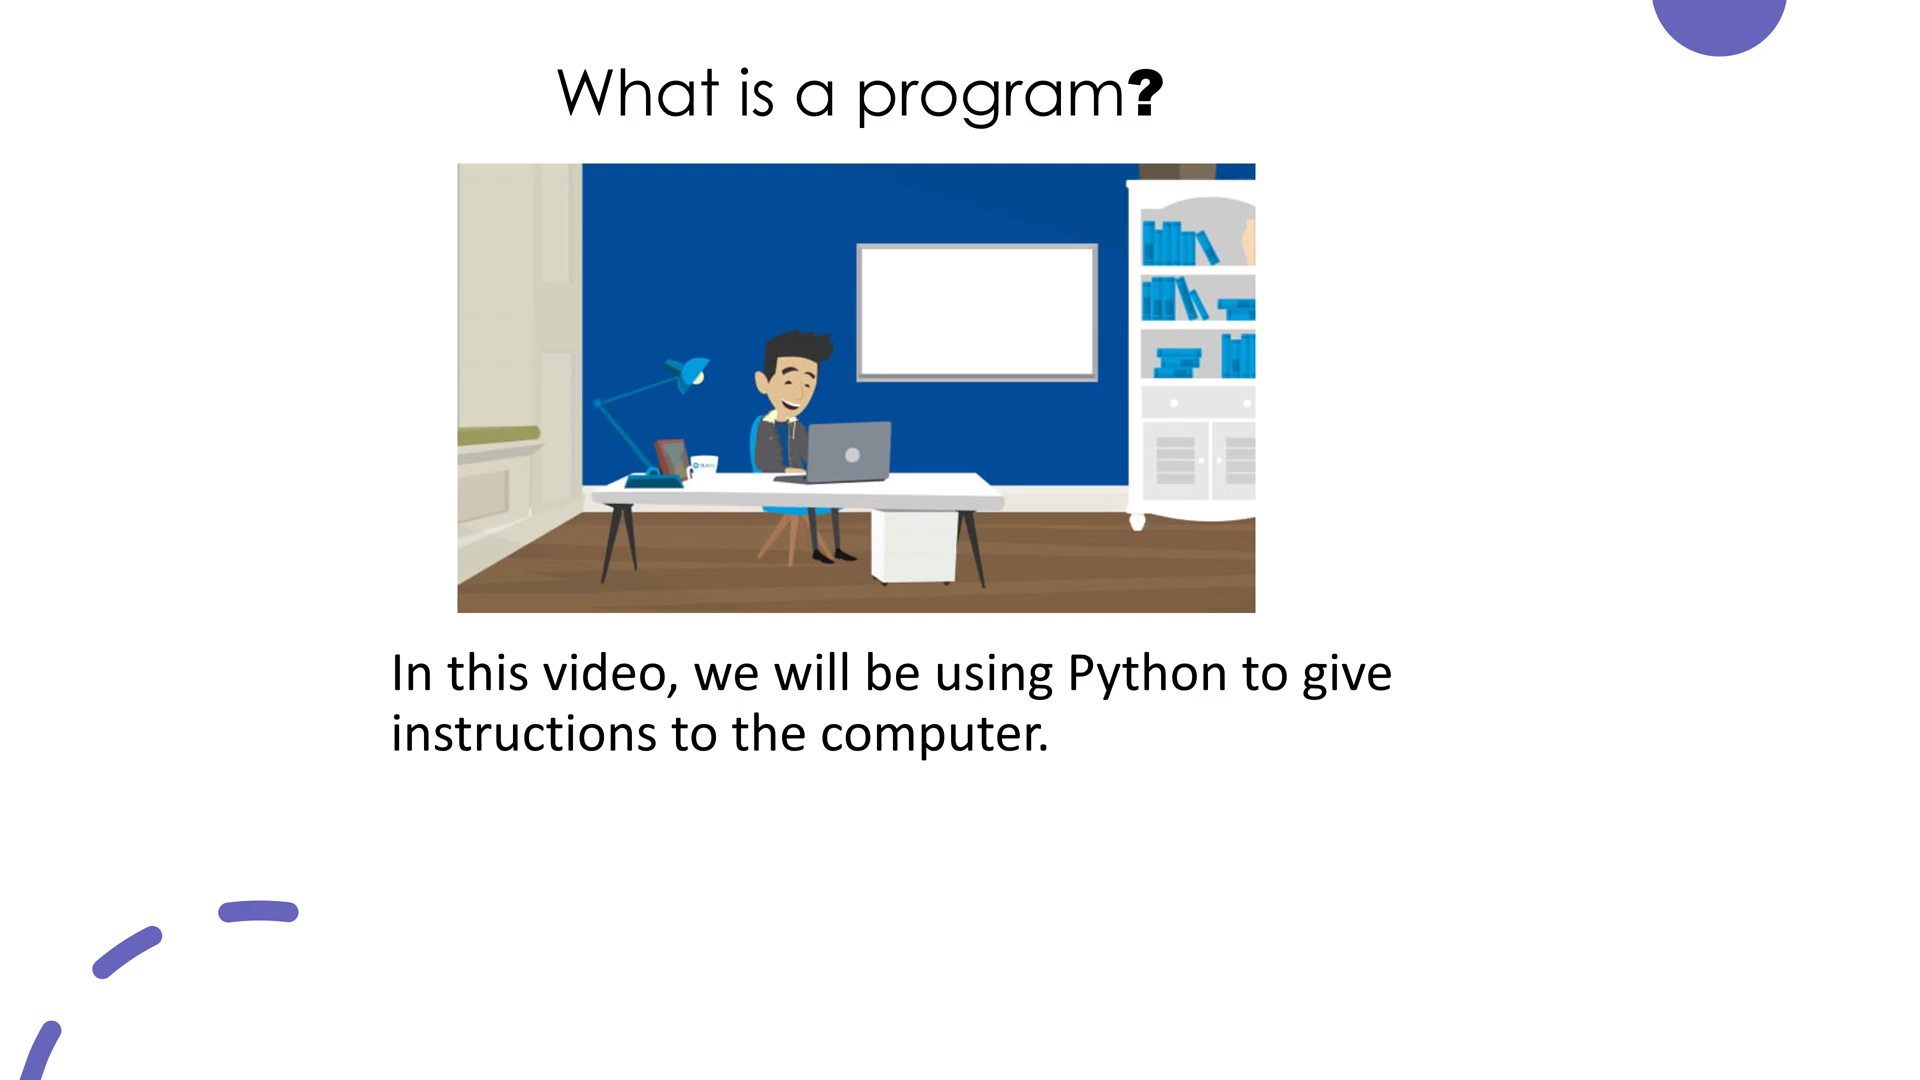 What is a program?
In this video, we will be using Python to give
instructions to the computer.